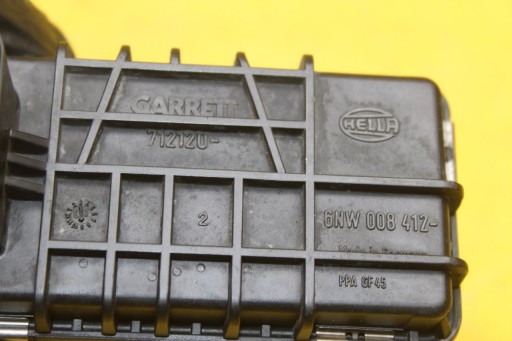 GARRETT
712120-
HELLA
2
6NW 008 412-
Made in Germany
PPA GF45